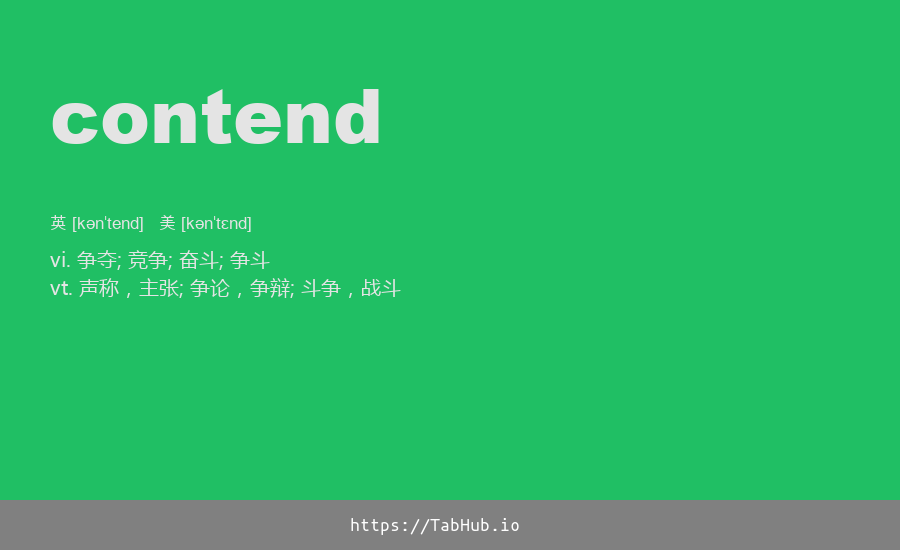 contend
英 [kən'tend] 美 [kən'tɛnd]
vi. 争夺; 竞争; 奋斗; 争斗
vt. 声称，主张; 争论，争辩; 斗争，战斗
https://TabHub.io